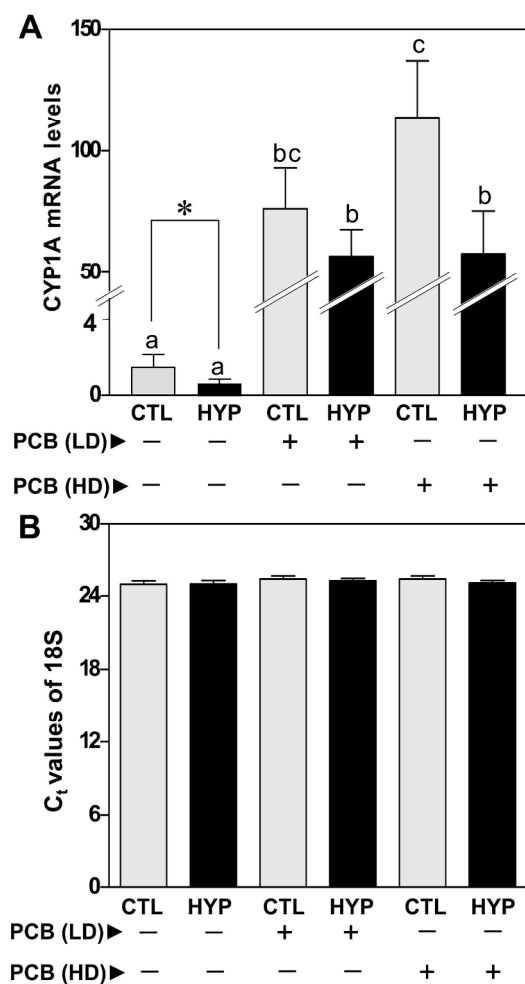 A
CYP1A mRNA levels
150
100
50
4
0
*
a
a
bc
b
c
b
CTL HYP CTL HYP CTL HYP
PCB (LD)► — — + + — —
PCB (HD)► — — — — + +
B
Ct values of 18S
30
24
18
12
6
0
CTL HYP CTL HYP CTL HYP
PCB (LD)► — — + + — —
PCB (HD)► — — — — + +